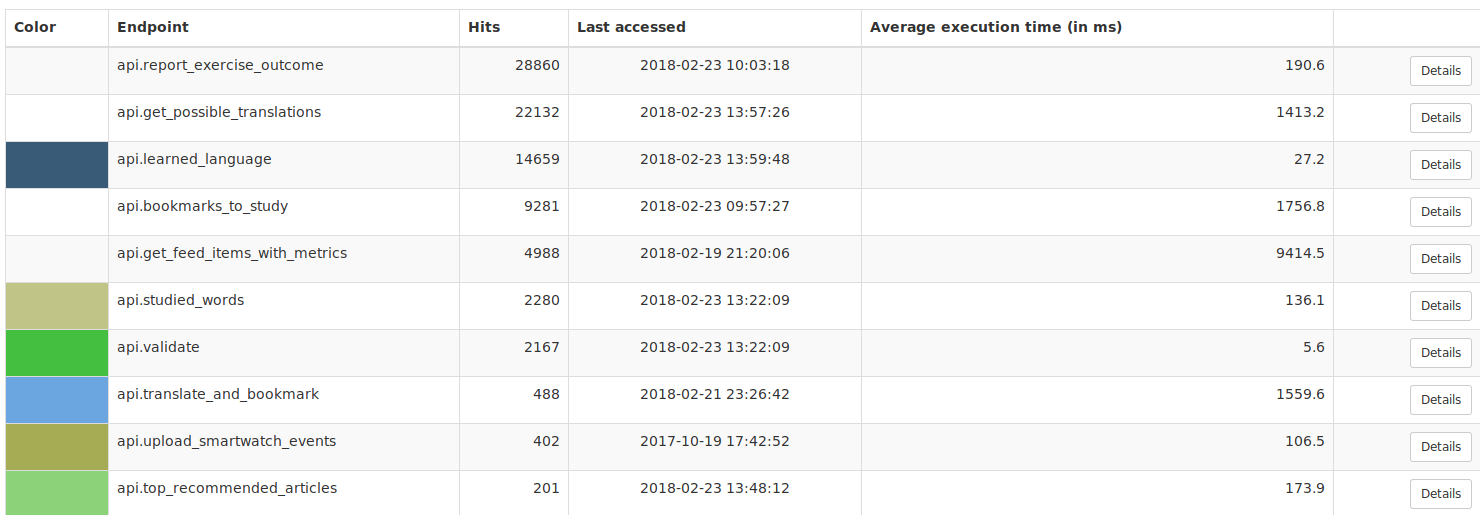 Color Endpoint Hits Last accessed Average execution time (in ms)
api.report_exercise_outcome 28860 2018-02-23 10:03:18 190.6 Details
api.get_possible_translations 22132 2018-02-23 13:57:26 1413.2 Details
api.learned_language 14659 2018-02-23 13:59:48 27.2 Details
api.bookmarks_to_study 9281 2018-02-23 09:57:27 1756.8 Details
api.get_feed_items_with_metrics 4988 2018-02-19 21:20:06 9414.5 Details
api.studied_words 2280 2018-02-23 13:22:09 136.1 Details
api.validate 2167 2018-02-23 13:22:09 5.6 Details
api.translate_and_bookmark 488 2018-02-21 23:26:42 1559.6 Details
api.upload_smartwatch_events 402 2017-10-19 17:42:52 106.5 Details
api.top_recommended_articles 201 2018-02-23 13:48:12 173.9 Details